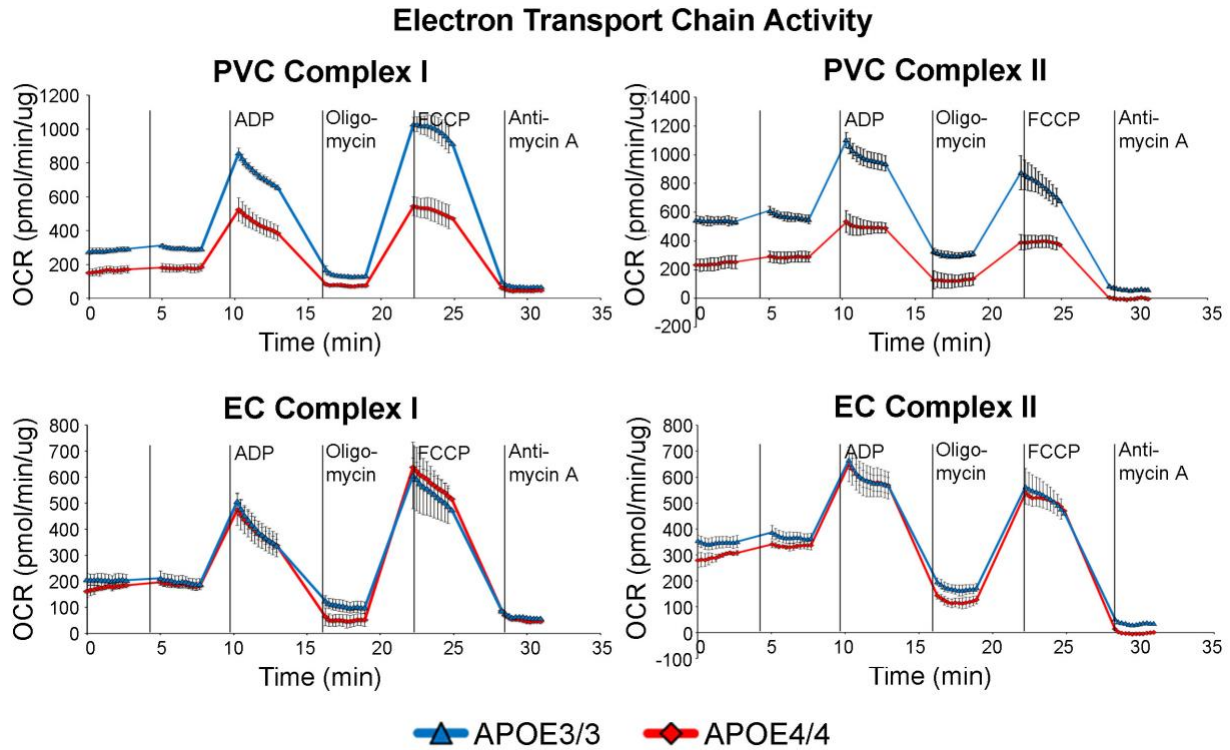 Electron Transport Chain Activity
PVC Complex I
OCR (pmol/min/ug)
1200
1000
800
600
400
200
0
ADP
Oligo-
mycin
FCCP
Anti-
mycin A
0 5 10 15 20 25 30 35
Time (min)
PVC Complex II
OCR (pmol/min/ug)
1400
1200
1000
800
600
400
200
0
-200
ADP
Oligo-
mycin
FCCP
Anti-
mycin A
0 5 10 15 20 25 30 35
Time (min)
EC Complex I
OCR (pmol/min/ug)
800
700
600
500
400
300
200
100
0
ADP
Oligo-
mycin
FCCP
Anti-
mycin A
0 5 10 15 20 25 30 35
Time (min)
EC Complex II
OCR (pmol/min/ug)
800
700
600
500
400
300
200
100
0
-100
ADP
Oligo-
mycin
FCCP
Anti-
mycin A
0 5 10 15 20 25 30 35
Time (min)
APOE3/3 APOE4/4